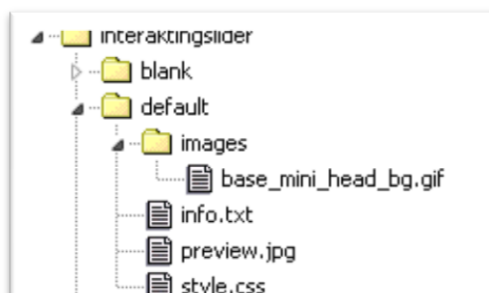 interaktingslider
blank
default
images
base_mini_head_bg.gif
info.txt
preview.jpg
style.css